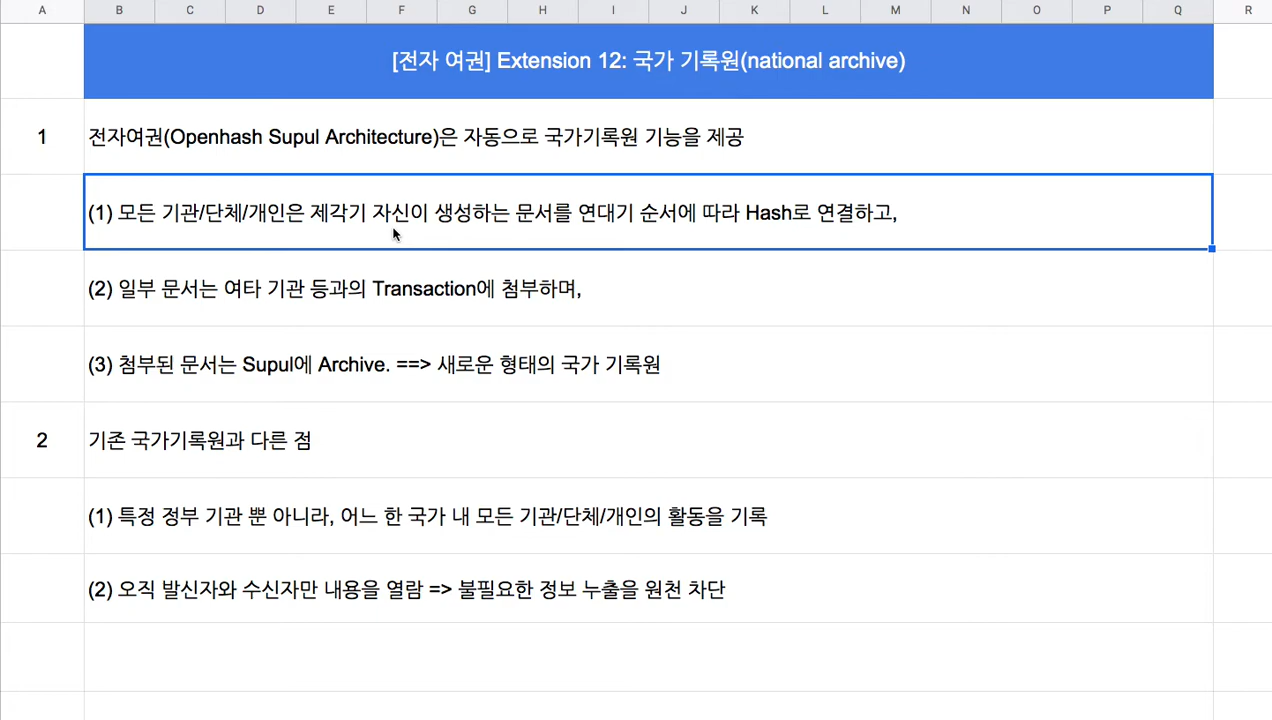 A B C D E F G H I J K L M N O P Q R
[전자 여권] Extension 12: 국가 기록원(national archive)
1 전자여권(Openhash Supul Architecture)은 자동으로 국가기록원 기능을 제공
(1) 모든 기관/단체/개인은 제각기 자신이 생성하는 문서를 연대기 순서에 따라 Hash로 연결하고,
(2) 일부 문서는 여타 기관 등과의 Transaction에 첨부하며,
(3) 첨부된 문서는 Supul에 Archive. ==> 새로운 형태의 국가 기록원
2 기존 국가기록원과 다른 점
(1) 특정 정부 기관 뿐 아니라, 어느 한 국가 내 모든 기관/단체/개인의 활동을 기록
(2) 오직 발신자와 수신자만 내용을 열람 => 불필요한 정보 누출을 원천 차단